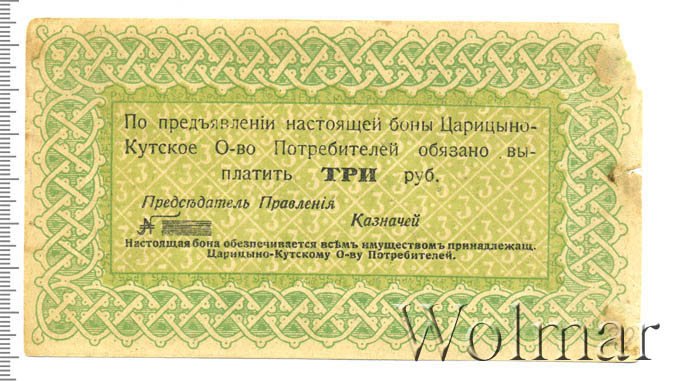 По предъявленіи настоящей боны Царицыно-
Кутское О-во Потребителей обязано вы-
платить ТРИ руб.
Предсѣдатель Правленія
Казначей
Настоящая бона обезпечивается всѣмъ имуществомъ принадлежащ.
Царицыно-Кутскому О-ву Потребителей.
Wolmar